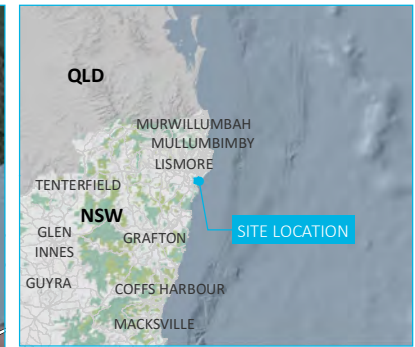 QLD
MURWILLUMBAH
MULLUMBIMBY
LISMORE
TENTERFIELD
NSW
SITE LOCATION
GLEN
INNES
GRAFTON
GUYRA
COFFS HARBOUR
MACKSVILLE